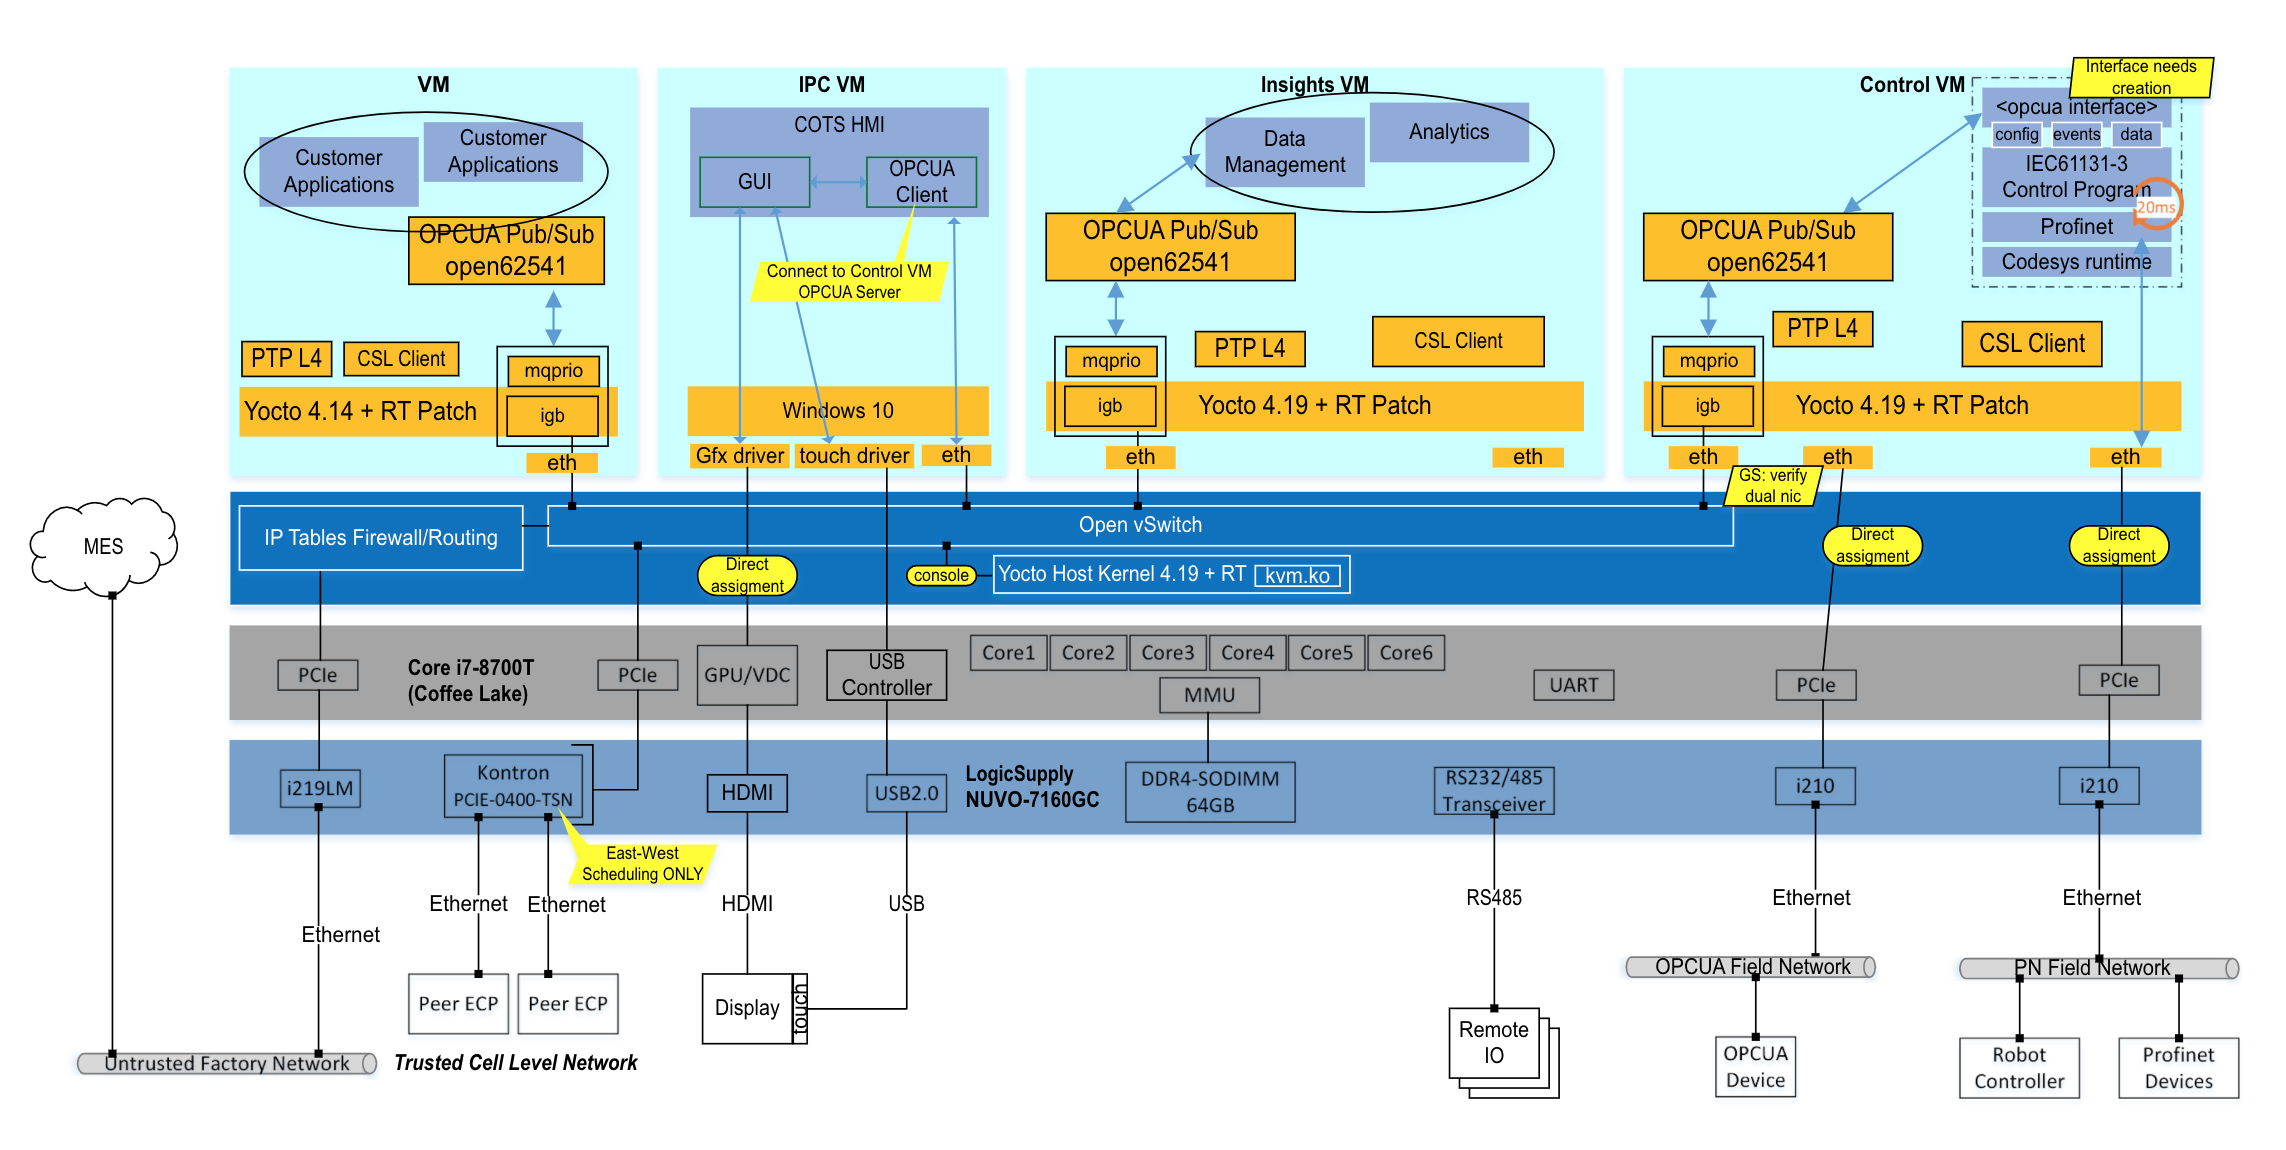 VM
Customer
Applications
Customer
Applications
OPCUA Pub/Sub
open62541
PTP L4
CSL Client
mqprio
Yocto 4.14 + RT Patch
igb
eth
IPC VM
COTS HMI
GUI
OPCUA
Client
Connect to Control VM
OPCUA Server
Windows 10
Gfx driver
touch driver
eth
Insights VM
Data
Management
Analytics
OPCUA Pub/Sub
open62541
mqprio
PTP L4
CSL Client
igb
Yocto 4.19 + RT Patch
eth
eth
Control VM
Interface needs
creation
<opcua interface>
config
events
data
IEC61131-3
Control Program
20ms
Profinet
Codesys runtime
OPCUA Pub/Sub
open62541
mqprio
PTP L4
CSL Client
igb
Yocto 4.19 + RT Patch
eth
eth
eth
GS: verify
dual nic
MES
IP Tables Firewall/Routing
Open vSwitch
Direct
assigment
console
Yocto Host Kernel 4.19 + RT
kvm.ko
Direct
assigment
Direct
assigment
PCIe
Core i7-8700T
(Coffee Lake)
PCIe
GPU/VDC
USB
Controller
Core1
Core2
Core3
Core4
Core5
Core6
MMU
UART
PCIe
PCIe
i219LM
Kontron
PCIE-0400-TSN
HDMI
USB2.0
LogicSupply
NUVO-7160GC
DDR4-SODIMM
64GB
RS232/485
Transceiver
i210
i210
East-West
Scheduling ONLY
Ethernet
Ethernet
Ethernet
HDMI
USB
RS485
Ethernet
Ethernet
Peer ECP
Peer ECP
Display
touch
Remote
IO
OPCUA Field Network
PN Field Network
OPCUA
Device
Robot
Controller
Profinet
Devices
Untrusted Factory Network
Trusted Cell Level Network